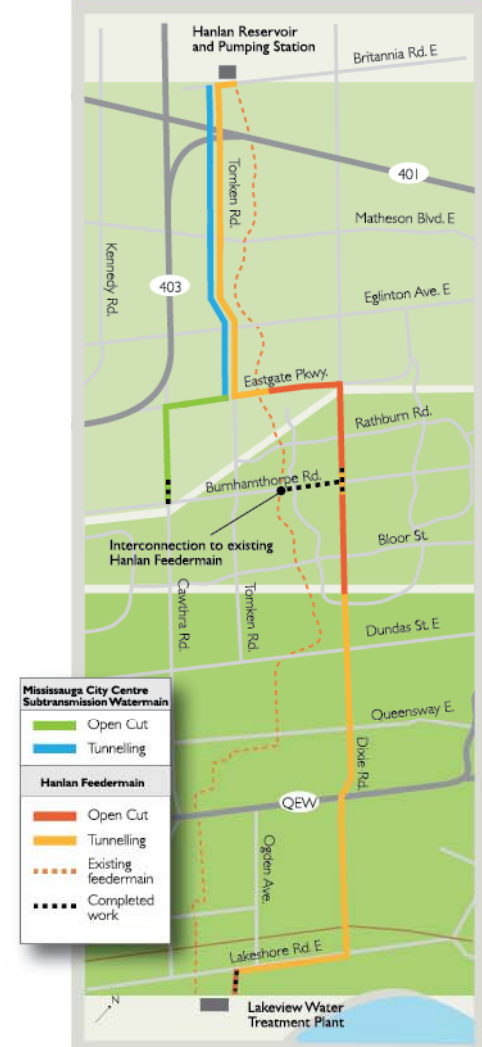 Hanlan Reservoir
and Pumping Station
Britannia Rd. E
401
Tomken Rd.
Matheson Blvd. E
Kennedy Rd.
403
Eglinton Ave. E
Eastgate Pkwy.
Rathburn Rd.
Burnhamthorpe Rd.
Interconnection to existing
Hanlan Feedermain
Bloor St.
Cawthra Rd.
Tomken Rd.
Dundas St. E
Mississauga City Centre
Subtransmission Watermain
Open Cut
Tunnelling
Hanlan Feedermain
Open Cut
Tunnelling
Existing
feedermain
Completed
work
Queensway E.
Dixie Rd.
QEW
Ogden Ave.
Lakeshore Rd. E
N
Lakeview Water
Treatment Plant